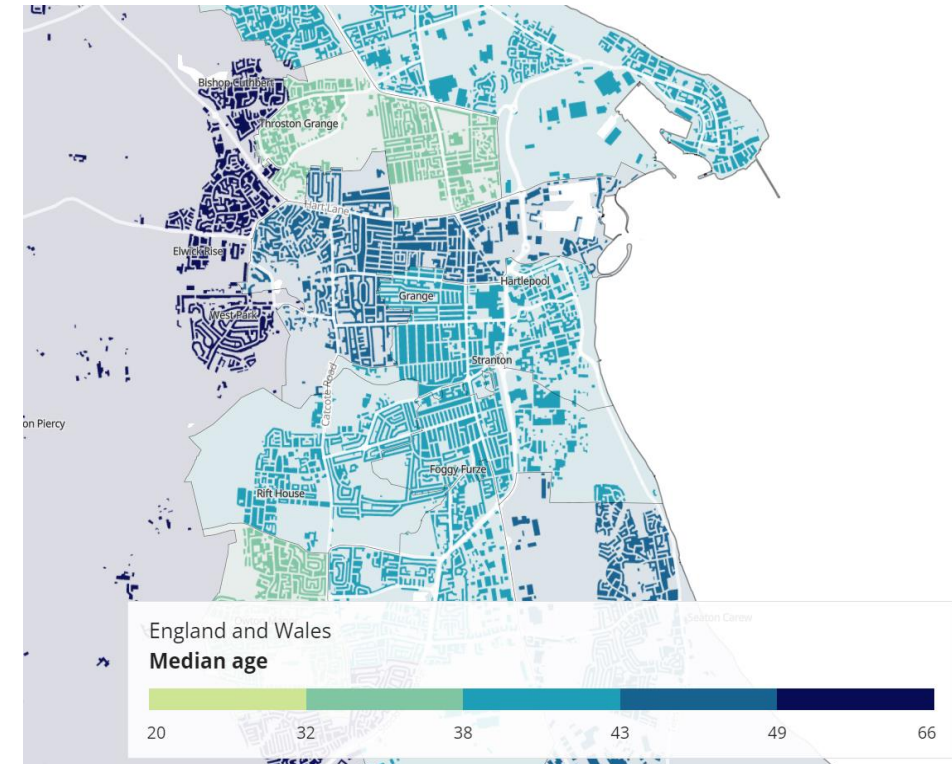 Bishop Cuthbert
Throston Grange
Hart Lane
Elwick Rise
Hartlepool
Grange
West Park
Stranton
Catcote Road
on Piercy
Foggy Furze
Rift House
Seaton Carew
England and Wales
Median age
20 32 38 43 49 66